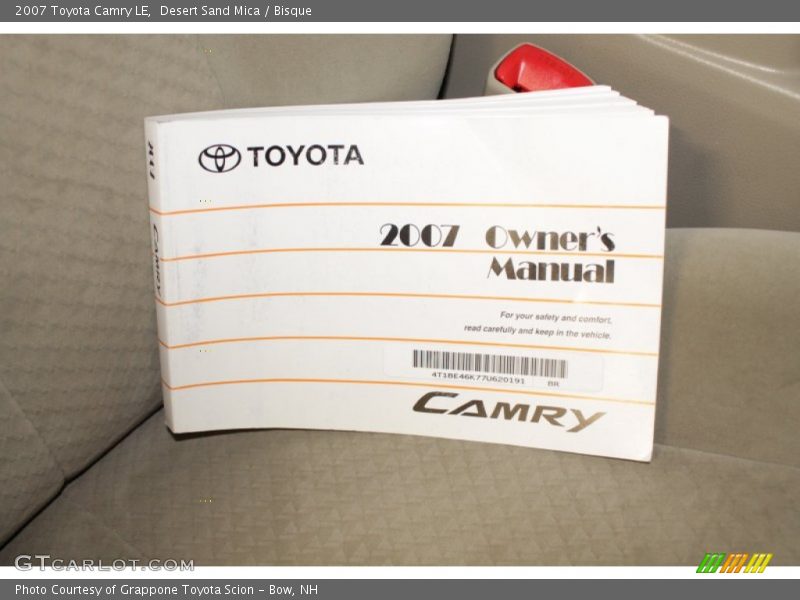 2007 Toyota Camry LE,  Desert Sand Mica / Bisque
TOYOTA
2007 Owner's
Manual
For your safety and comfort,
read carefully and keep in the vehicle.
4T1BE46K77U620191 BR
CAMRY
CAMRY
GTCARLOT.COM
Photo Courtesy of Grappone Toyota Scion – Bow, NH